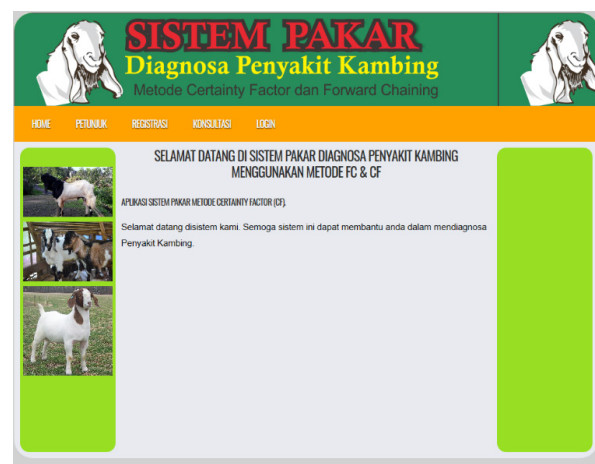 SISTEM PAKAR
Diagnosa Penyakit Kambing
Metode Certainty Factor dan Forward Chaining
HOME PETUNJUK REGISTRASI KONSULTASI LOGIN
SELAMAT DATANG DI SISTEM PAKAR DIAGNOSA PENYAKIT KAMBING
MENGGUNAKAN METODE FC & CF
APLIKASI SISTEM PAKAR METODE CERTAINTY FACTOR (CF).
Selamat datang disistem kami. Semoga sistem ini dapat membantu anda dalam mendiagnosa
Penyakit Kambing.